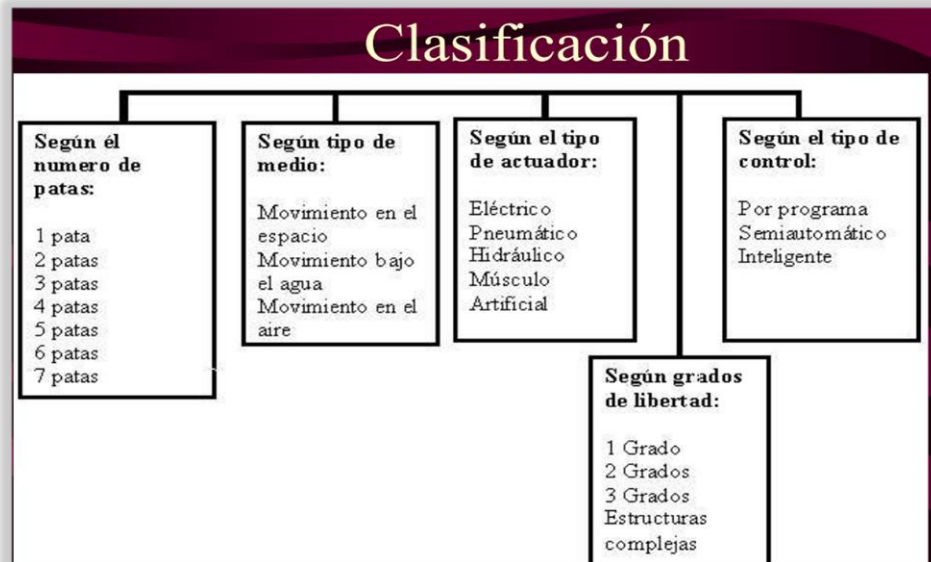 Clasificación
Según él
numero de
patas:
1 pata
2 patas
3 patas
4 patas
5 patas
6 patas
7 patas
Según tipo de
medio:
Movimiento en el
espacio
Movimiento bajo
el agua
Movimiento en el
aire
Según el tipo
de actuador:
Eléctrico
Pneumático
Hidráulico
Músculo
Artificial
Según grados
de libertad:
1 Grado
2 Grados
3 Grados
Estructuras
complejas
Según el tipo de
control:
Por programa
Semiautomático
Inteligente